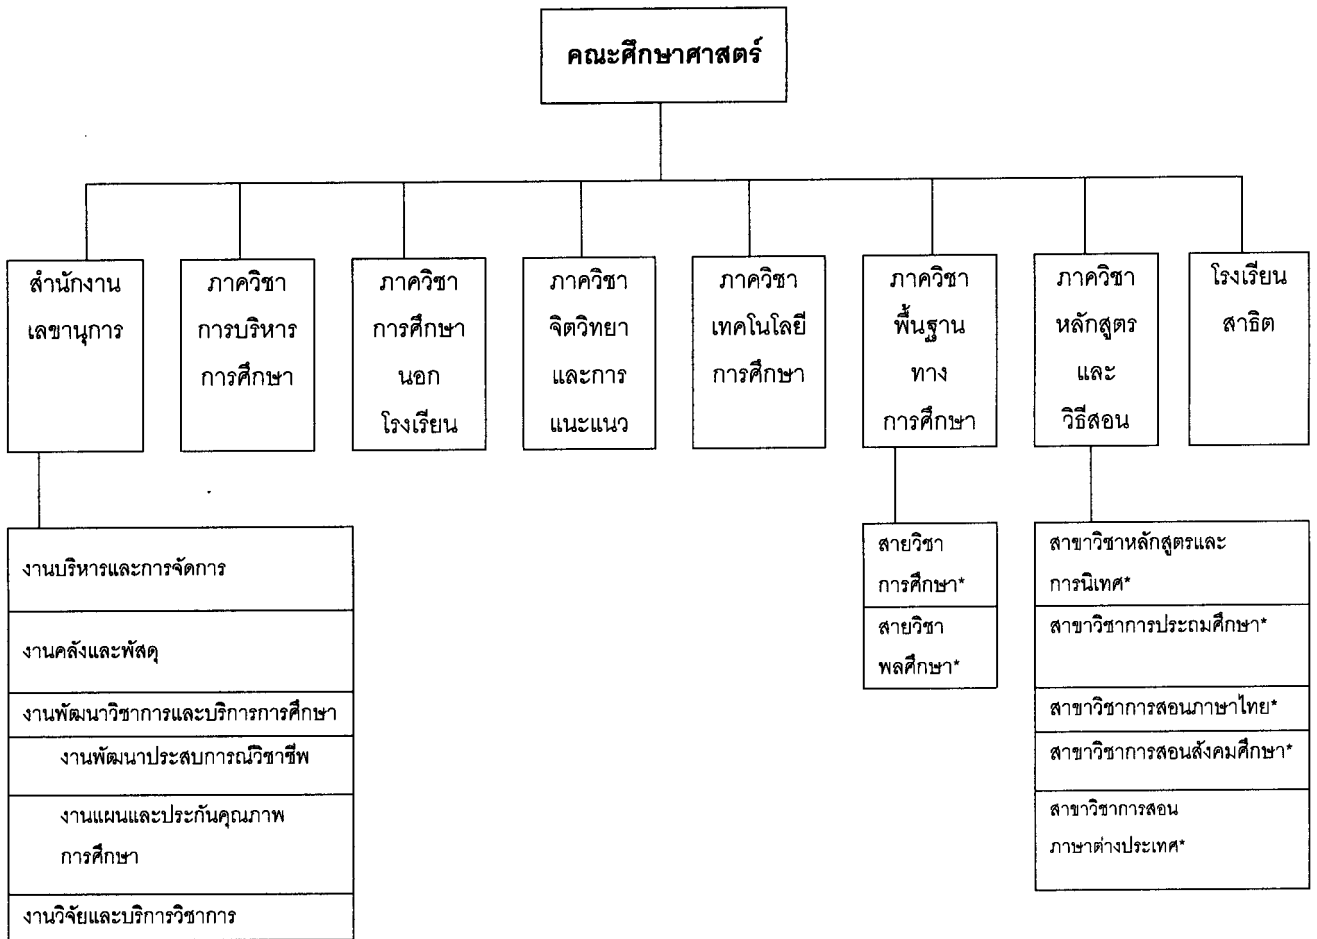 คณะศึกษาศาสตร์
สำนักงาน
เลขานุการ
ภาควิชา
การบริหาร
การศึกษา
ภาควิชา
การศึกษา
นอก
โรงเรียน
ภาควิชา
จิตวิทยา
และการ
แนะแนว
ภาควิชา
เทคโนโลยี
การศึกษา
ภาควิชา
พื้นฐาน
ทาง
การศึกษา
ภาควิชา
หลักสูตร
และ
วิธีสอน
โรงเรียน
สาธิต
งานบริหารและการจัดการ
งานคลังและพัสดุ
งานพัฒนาวิชาการและบริการการศึกษา
งานพัฒนาประสบการณ์วิชาชีพ
งานแผนและประกันคุณภาพ
การศึกษา
งานวิจัยและบริการวิชาการ
สายวิชา
การศึกษา*
สายวิชา
พลศึกษา*
สาขาวิชาหลักสูตรและ
การนิเทศ*
สาขาวิชาการประถมศึกษา*
สาขาวิชาการสอนภาษาไทย*
สาขาวิชาการสอนสังคมศึกษา*
สาขาวิชาการสอน
ภาษาต่างประเทศ*